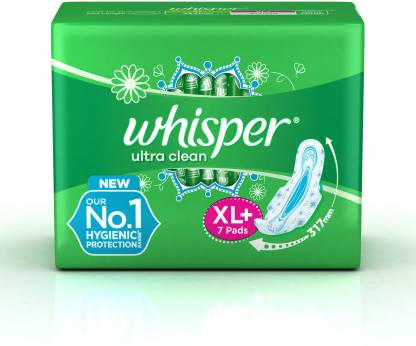 whisper®
ultra clean
NEW
OUR
No.1
HYGIENIC
PROTECTION
XL+
7 Pads
317mm